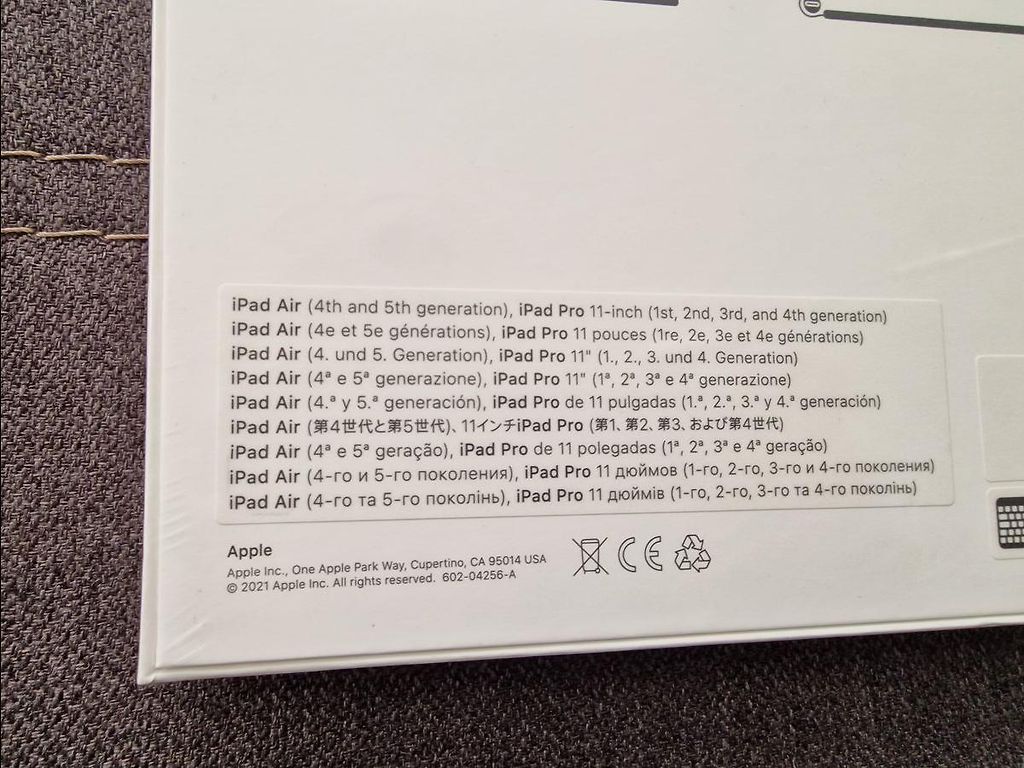 iPad Air (4th and 5th generation), iPad Pro 11-inch (1st, 2nd, 3rd, and 4th generation)
iPad Air (4e et 5e générations), iPad Pro 11 pouces (1re, 2e, 3e et 4e générations)
iPad Air (4. und 5. Generation), iPad Pro 11" (1., 2., 3. und 4. Generation)
iPad Air (4ª e 5ª generazione), iPad Pro 11" (1ª, 2ª, 3ª e 4ª generazione)
iPad Air (4.ª y 5.ª generación), iPad Pro de 11 pulgadas (1.ª, 2.ª, 3.ª y 4.ª generación)
iPad Air (第4世代と第5世代)、11インチiPad Pro (第1、第2、第3、および第4世代)
iPad Air (4ª e 5ª geração), iPad Pro de 11 polegadas (1ª, 2ª, 3ª e 4ª geração)
iPad Air (4-го и 5-го поколения), iPad Pro 11 дюймов (1-го, 2-го, 3-го и 4-го поколения)
iPad Air (4-го та 5-го поколінь), iPad Pro 11 дюймів (1-го, 2-го, 3-го та 4-го поколінь)
Apple
Apple Inc., One Apple Park Way, Cupertino, CA 95014 USA
© 2021 Apple Inc. All rights reserved. 602-04256-A
CE